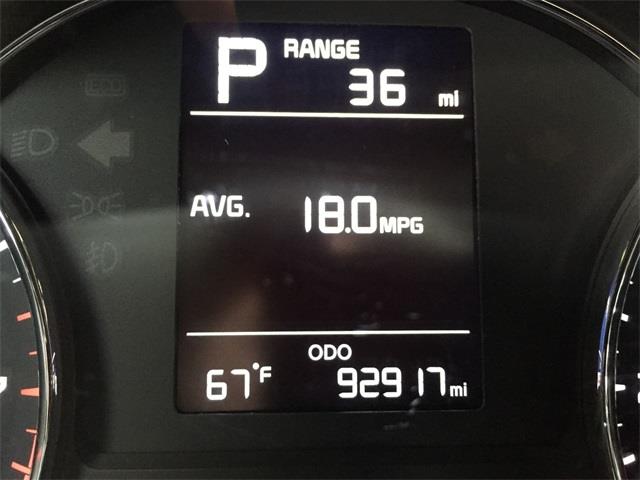 P RANGE
36 mi
AVG. 18.0 MPG
ODO
67°F 92917 mi